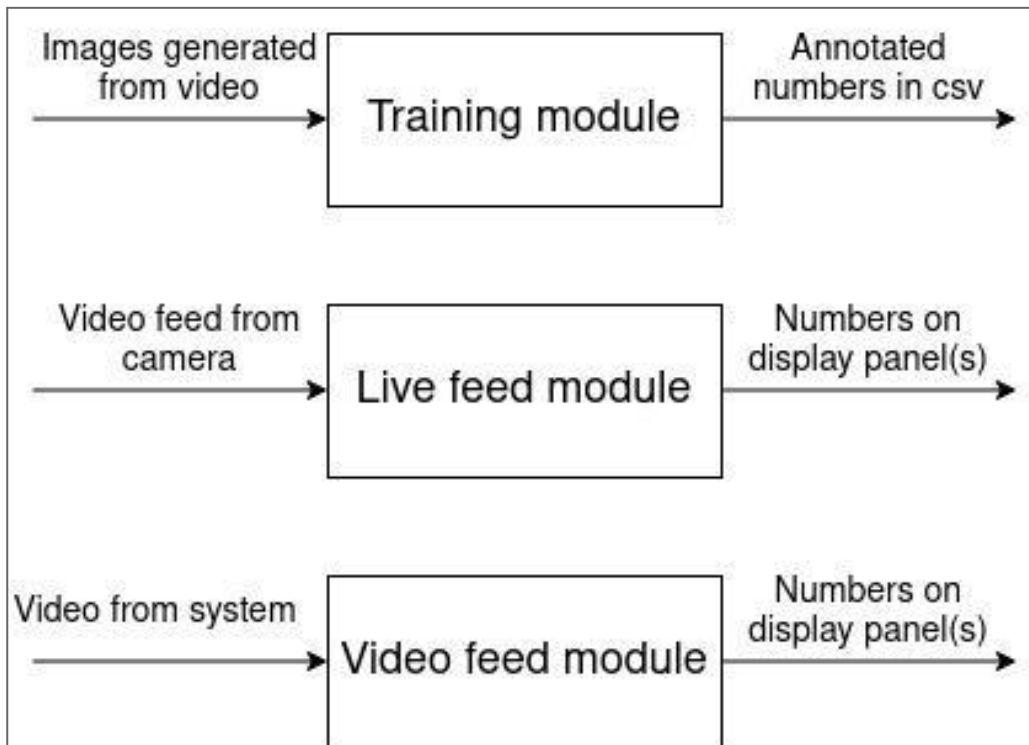 Images generated
from video
Training module
Annotated
numbers in csv
Video feed from
camera
Live feed module
Numbers on
display panel(s)
Video from system
Video feed module
Numbers on
display panel(s)